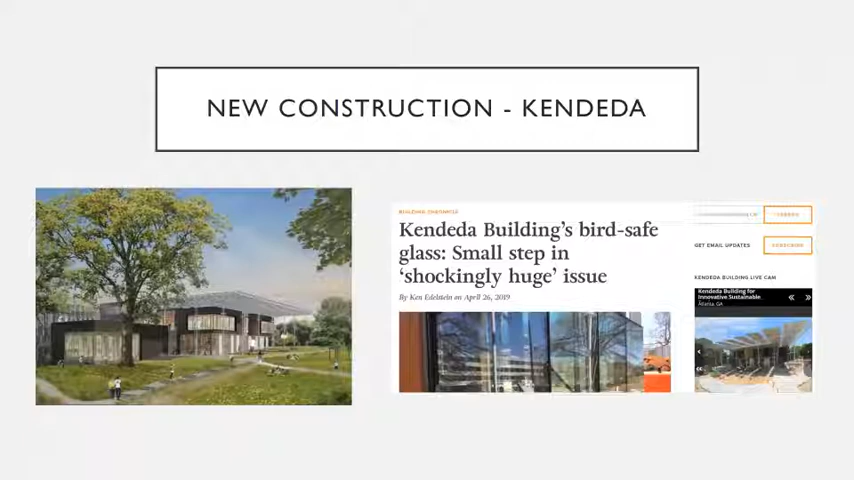 NEW CONSTRUCTION - KENDEDA
Kendeda Building's bird-safe
glass: Small step in
'shockingly huge' issue
By Ken Edelstein on April 26, 2019
GET EMAIL UPDATES
SUBSCRIBE
KENDEDA BUILDING LIVE CAM
Kendeda Building for
Innovative Sustainable
Atlanta, GA